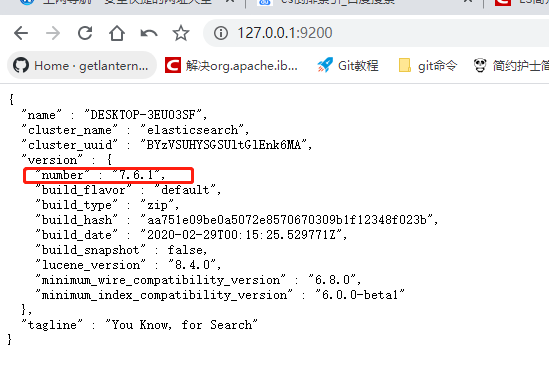 127.0.0.1:9200
Home · getlantern... 解决org.apache.ib... Git教程 git命令 简约护士简
{
"name" : "DESKTOP-3EU03SF",
"cluster_name" : "elasticsearch",
"cluster_uuid" : "BYzVSUHYSGSUltGlEnk6MA",
"version" : {
"number" : "7.6.1",
"build_flavor" : "default",
"build_type" : "zip",
"build_hash" : "aa751e09be0a5072e8570670309b1f12348f023b",
"build_date" : "2020-02-29T00:15:25.529771Z",
"build_snapshot" : false,
"lucene_version" : "8.4.0",
"minimum_wire_compatibility_version" : "6.8.0",
"minimum_index_compatibility_version" : "6.0.0-beta1"
},
"tagline" : "You Know, for Search"
}